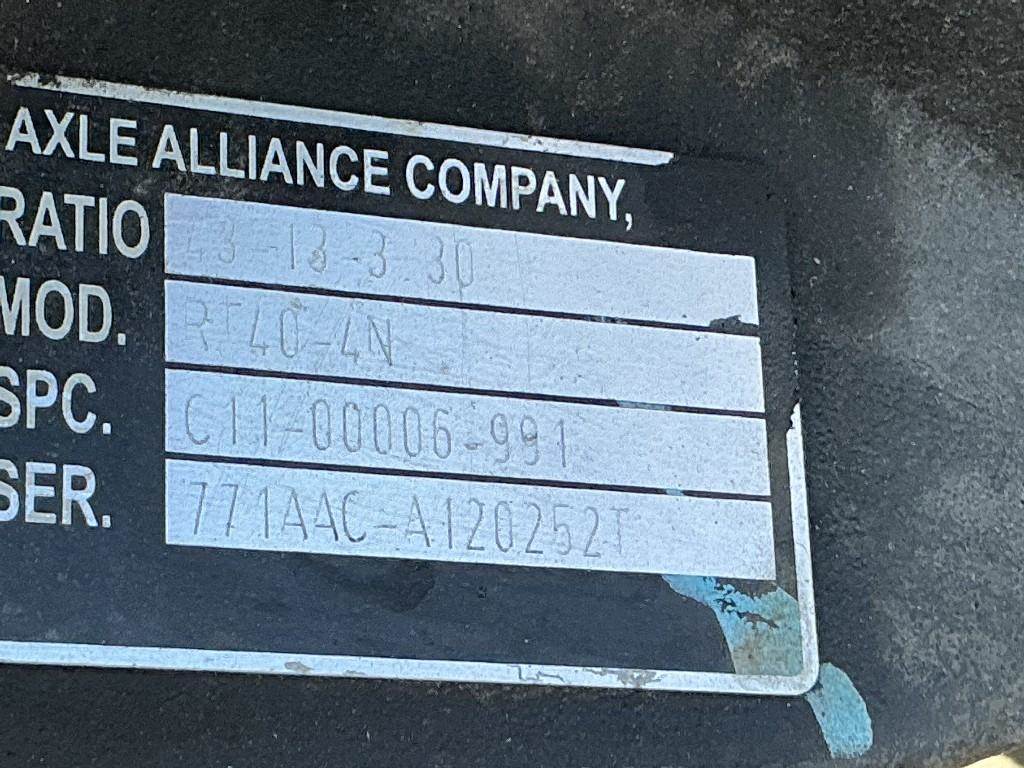 AXLE ALLIANCE COMPANY,
RATIO 43-13-3.30
MOD. RT40-4N
SPC. C11-00006-991
SER. 771AAC-A120252T